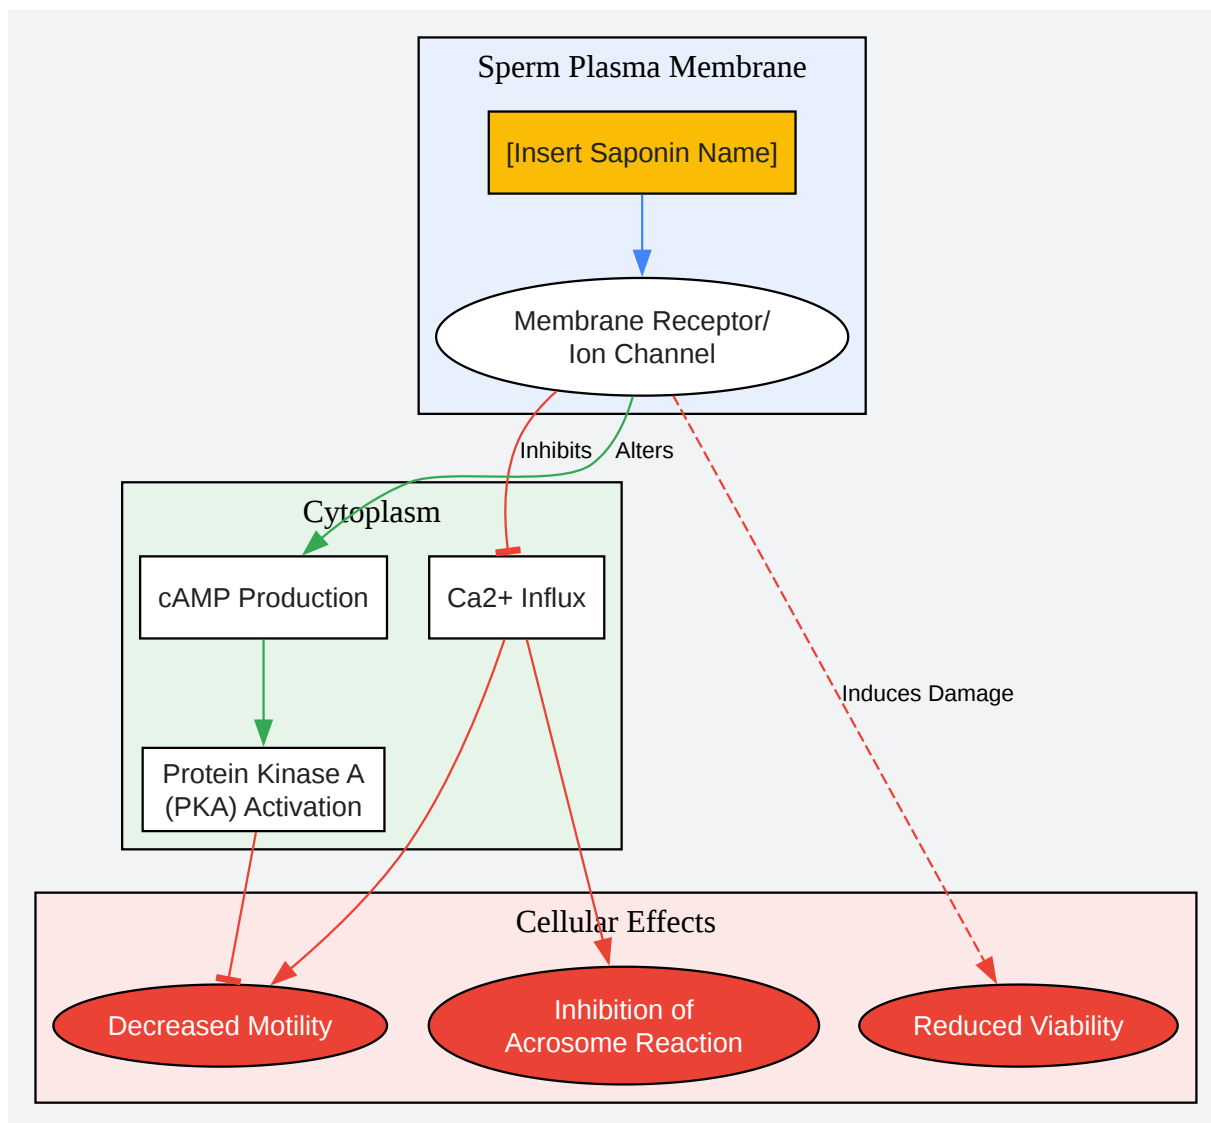 Sperm Plasma Membrane
[Insert Saponin Name]
Membrane Receptor/
Ion Channel
Inhibits
Alters
Cytoplasm
cAMP Production
Ca2+ Influx
Induces Damage
Protein Kinase A
(PKA) Activation
Cellular Effects
Decreased Motility
Inhibition of
Acrosome Reaction
Reduced Viability